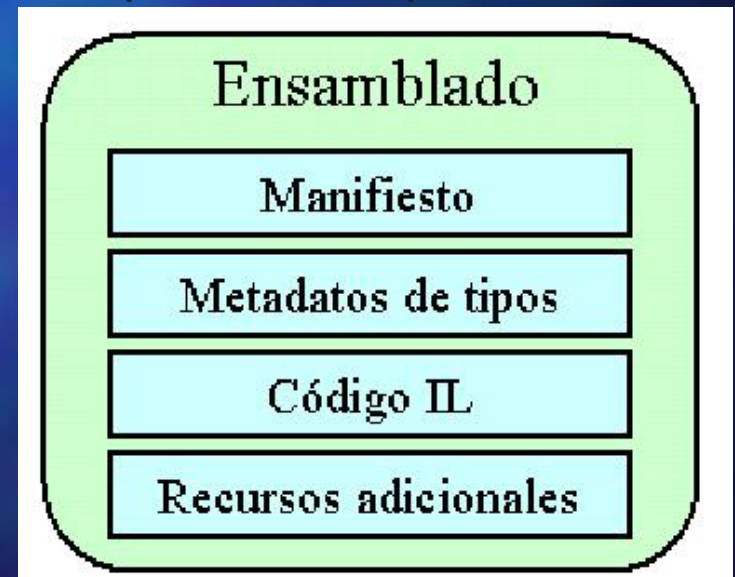 Ensamblado
Manifiesto
Metadatos de tipos
Código IL
Recursos adicionales